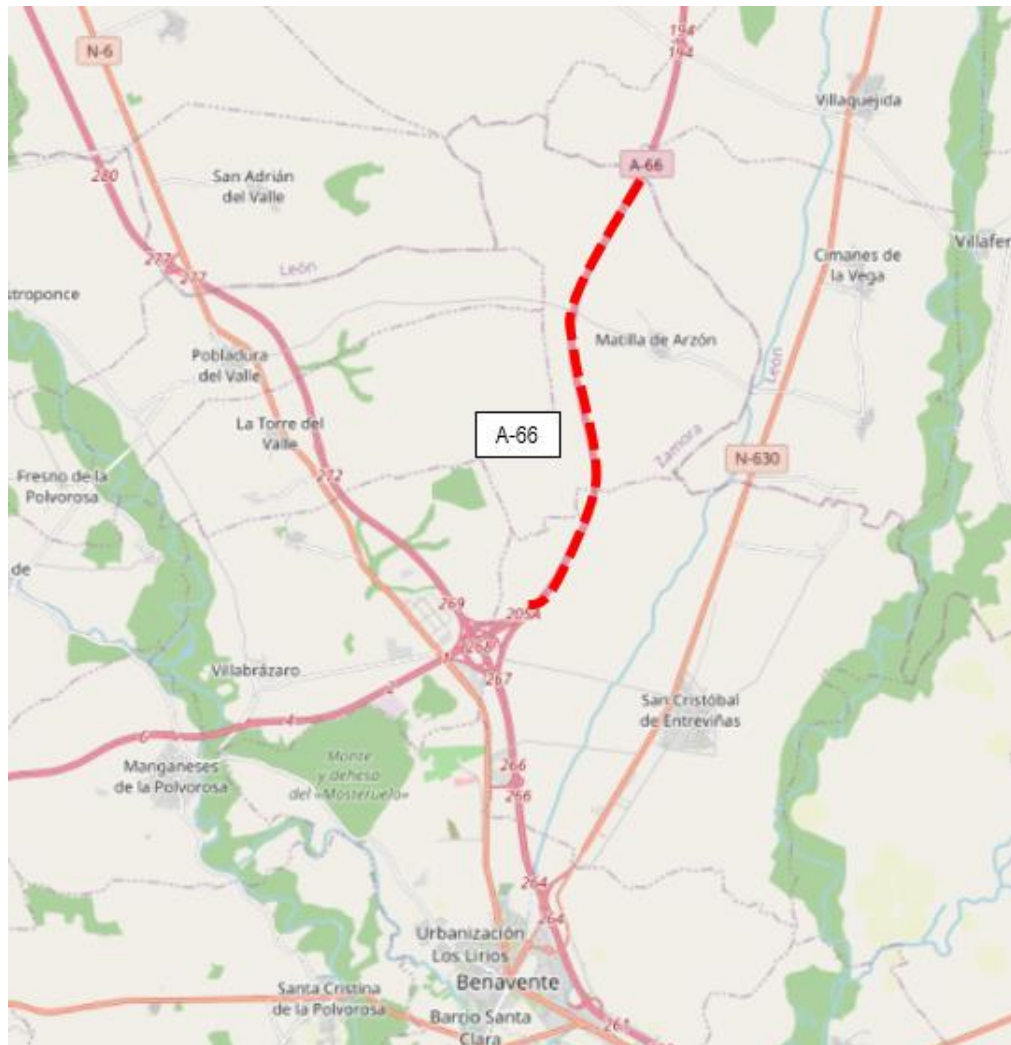 194
194
N-6
Villaquejida
A-66
280
San Adrián
del Valle
Villafer
277
277
León
Cimanes de
la Vega
stroponce
Matilla de Arzón
Pobladura
del Valle
León
La Torre del
Valle
A-66
Zamora
N-630
272
Fresno de la
Polvorosa
de
269
205A
268
Villabrázaro
2
267
San Cristóbal
de Entreviñas
4
6
Manganeses
de la Polvorosa
Monte
y dehesa
del «Mosteruelo»
266
266
264
264
Urbanización
Los Lirios
Benavente
Santa Cristina
de la Polvorosa
Barrio Santa
Clara
261